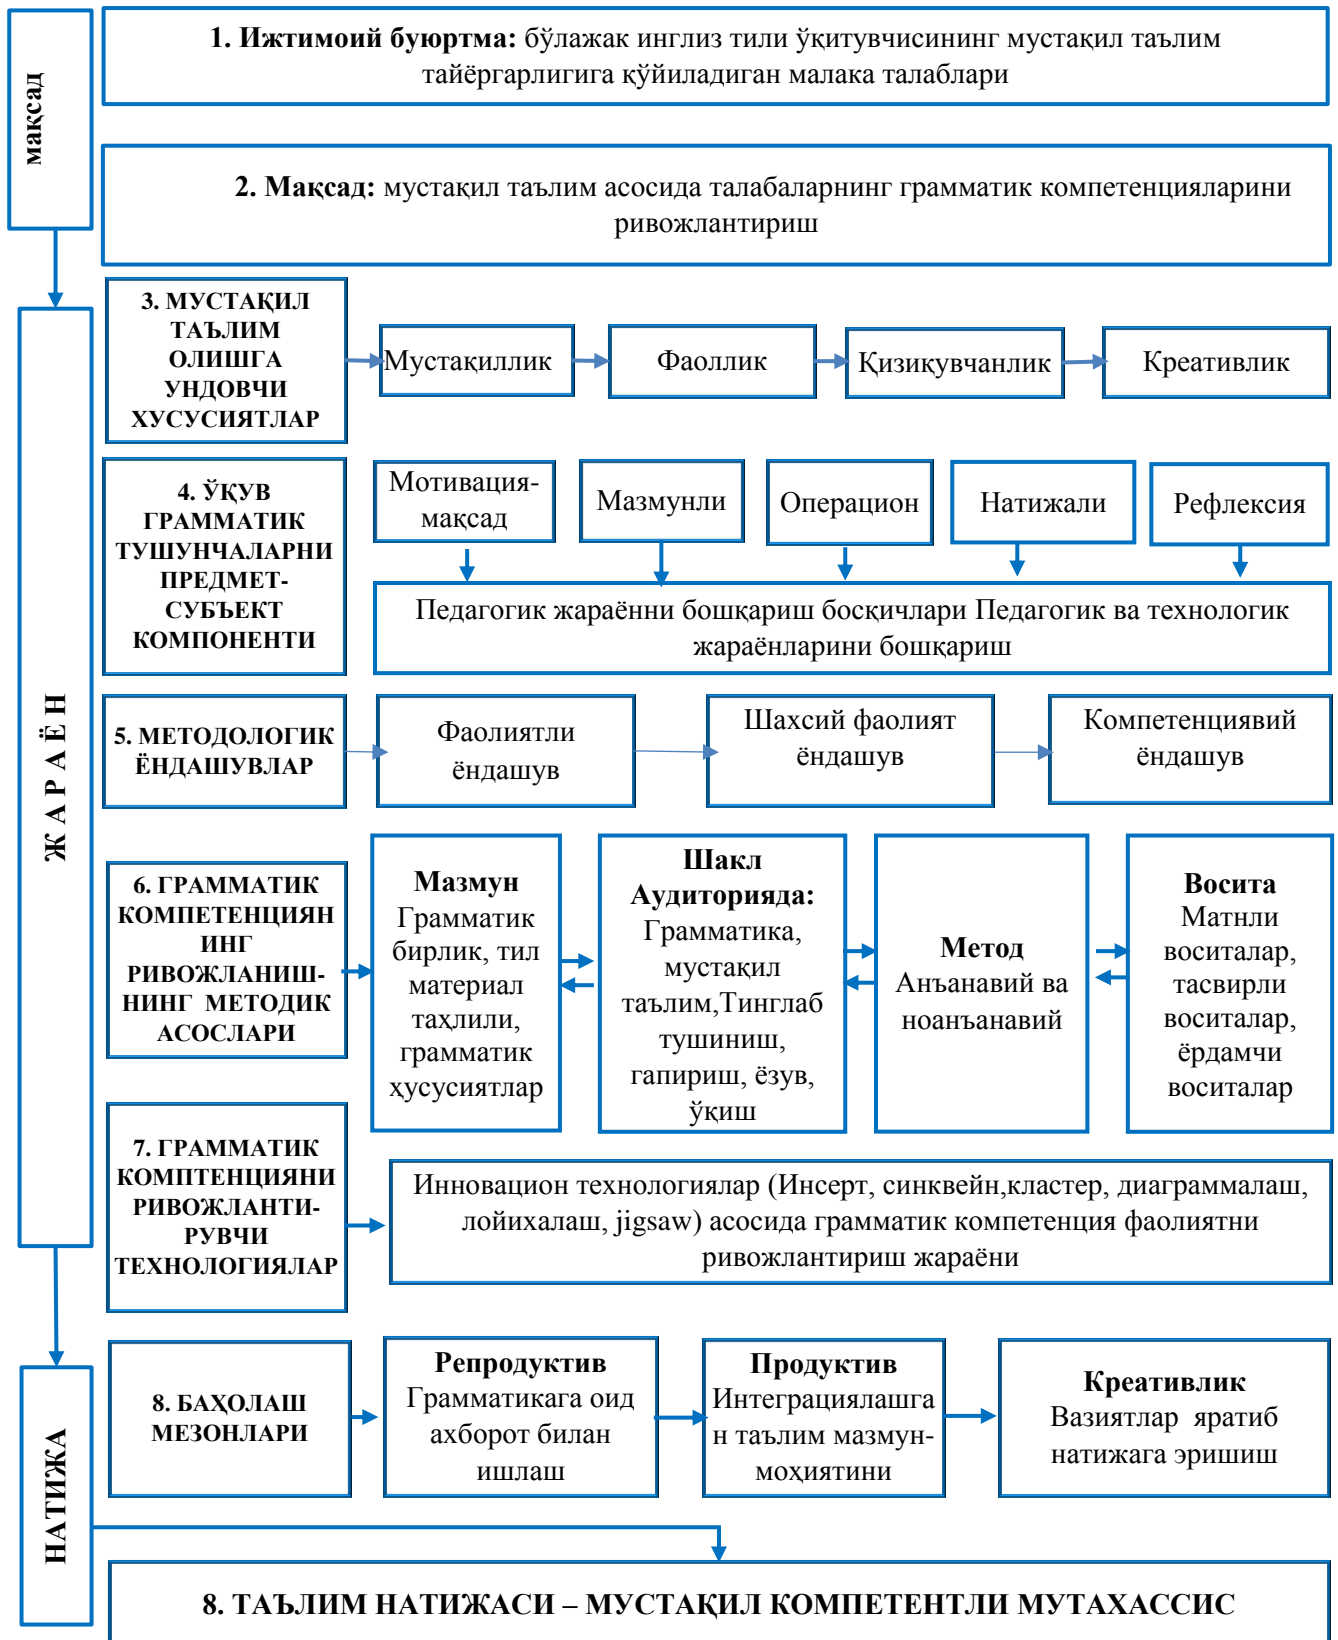 мақсад
1. Ижтимоий буюртма: бўлажак инглиз тили ўқитувчисининг мустақил таълим
тайёргарлигига қўйиладиган малака талаблари
2. Мақсад: мустақил таълим асосида талабаларнинг грамматик компетенцияларини
ривожлантириш
Ж А Р А Ё Н
3. МУСТАҚИЛ
ТАЪЛИМ
ОЛИШГА
УНДОВЧИ
ХУСУСИЯТЛАР
Мустақиллик
Фаоллик
Қизиқувчанлик
Креативлик
4. ЎҚУВ
ГРАММАТИК
ТУШУНЧАЛАРНИ
ПРЕДМЕТ-
СУБЪЕКТ
КОМПОНЕНТИ
Мотивация-
мақсад
Мазмунли
Операцион
Натижали
Рефлексия
Педагогик жараённи бошқариш босқичлари Педагогик ва технологик
жараёнларини бошқариш
5. МЕТОДОЛОГИК
ЁНДАШУВЛАР
Фаолиятли
ёндашув
Шахсий фаолият
ёндашув
Компетенциявий
ёндашув
6. ГРАММАТИК
КОМПЕТЕНЦИЯН
ИНГ
РИВОЖЛАНИШ-
НИНГ МЕТОДИК
АСОСЛАРИ
Мазмун
Грамматик
бирлик, тил
материал
таҳлили,
грамматик
ҳусусиятлар
Шакл
Аудиторияда:
Грамматика,
мустақил
таълим,Тинглаб
тушиниш,
гапириш, ёзув,
ўқиш
Метод
Анъанавий ва
ноанъанавий
Восита
Матнли
воситалар,
тасвирли
воситалар,
ёрдамчи
воситалар
7. ГРАММАТИК
КОМПТЕНЦИЯНИ
РИВОЖЛАНТИ-
РУВЧИ
ТЕХНОЛОГИЯЛАР
Инновацион технологиялар (Инсерт, синквейн,кластер, диаграммалаш,
лойихалаш, jigsaw) асосида грамматик компетенция фаолиятни
ривожлантириш жараёни
НАТИЖА
8. БАҲОЛАШ
МЕЗОНЛАРИ
Репродуктив
Грамматикага оид
ахборот билан
ишлаш
Продуктив
Интеграциялашга
н таълим мазмун-
моҳиятини
Креативлик
Вазиятлар яратиб
натижага эришиш
8. ТАЪЛИМ НАТИЖАСИ – МУСТАҚИЛ КОМПЕТЕНТЛИ МУТАХАССИС